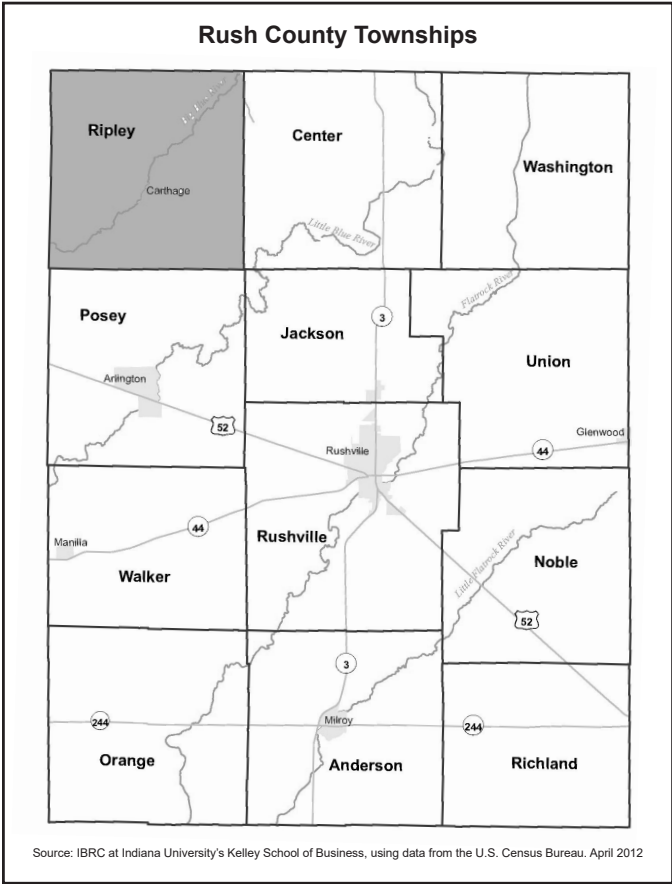 Rush County Townships
Ripley
Center
Washington
Carthage
Little Blue River
Flatrock River
Posey
Jackson
3
Union
Arlington
52
Rushville
Glenwood
44
44
Manilla
Rushville
Walker
Little Flatrock River
Noble
52
3
244
Milroy
244
Orange
Anderson
Richland
Source: IBRC at Indiana University's Kelley School of Business, using data from the U.S. Census Bureau. April 2012